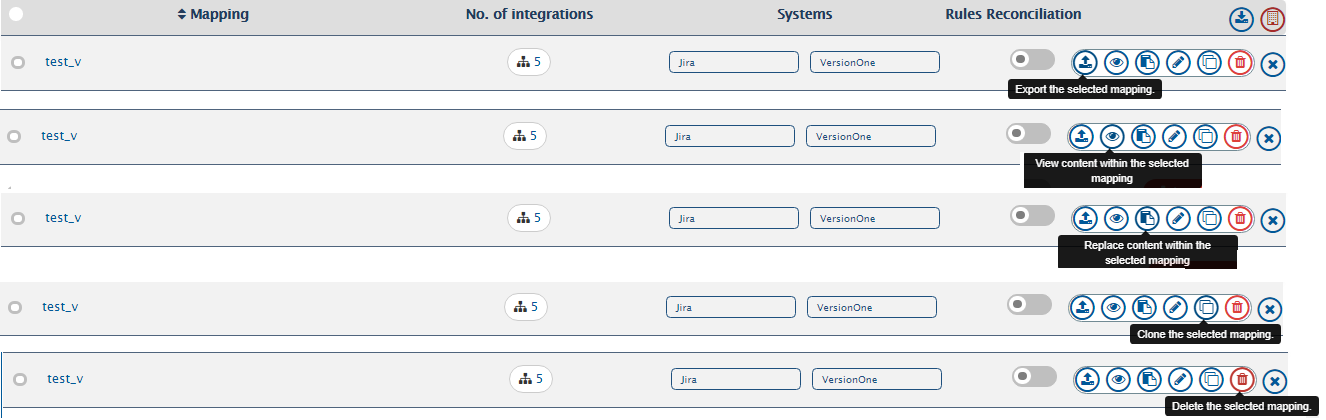 Mapping No. of integrations Systems Rules Reconciliation
test_v 5 Jira VersionOne
Export the selected mapping.
test_v 5 Jira VersionOne
View content within the selected
mapping
test_v 5 Jira VersionOne
Replace content within the
selected mapping
test_v 5 Jira VersionOne
Clone the selected mapping.
test_v 5 Jira VersionOne
Delete the selected mapping.